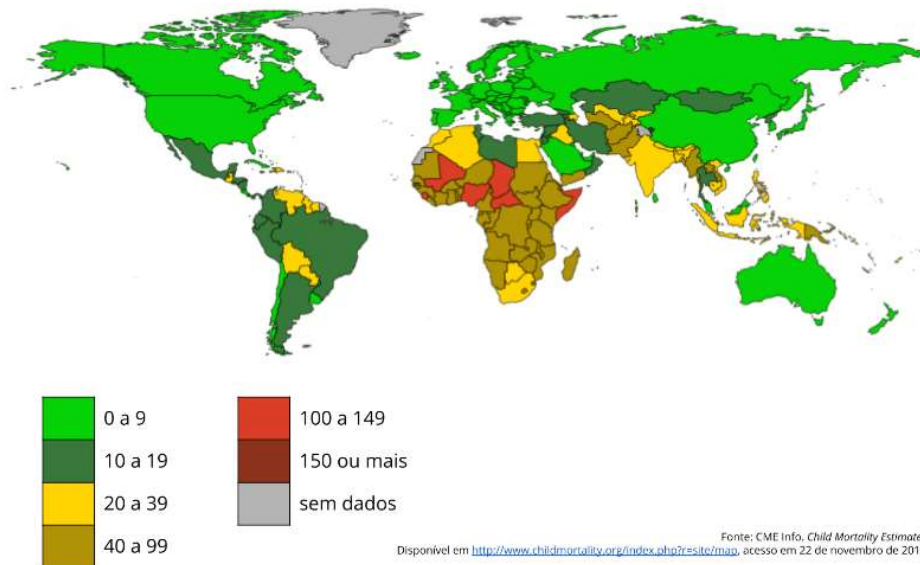 0 a 9
10 a 19
20 a 39
40 a 99
100 a 149
150 ou mais
sem dados
Fonte: CME Info. Child Mortality Estimate
Disponível em http://www.childmortality.org/index.php?r=site/map, acesso em 22 de novembro de 201